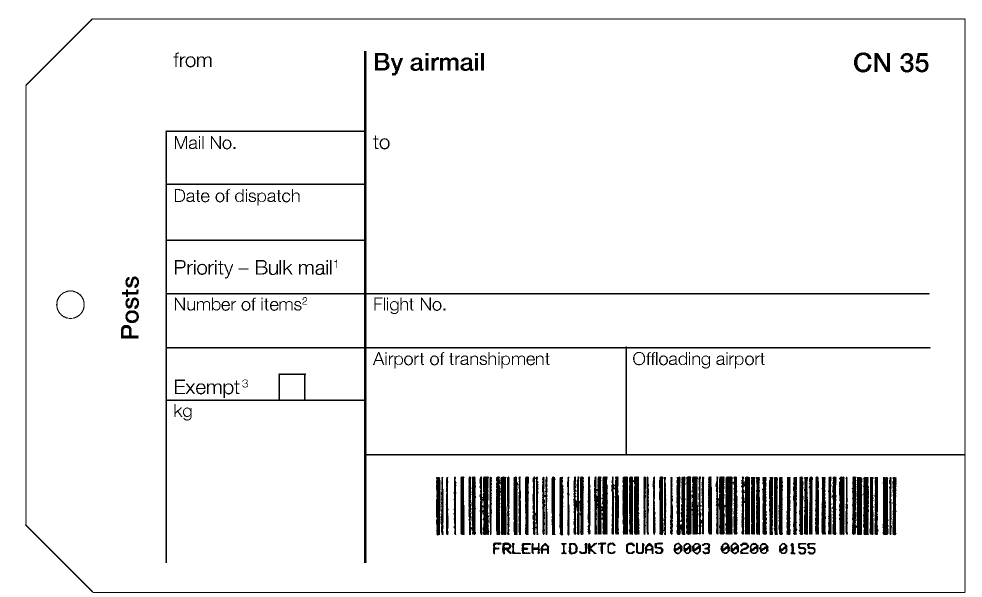 from
By airmail
CN 35
Mail No.
to
Date of dispatch
Priority – Bulk mail¹
Posts
Number of items²
Flight No.
Airport of transhipment
Offloading airport
Exempt³
kg
FRLEHA IDJKTC CUA5 0003 00200 0155